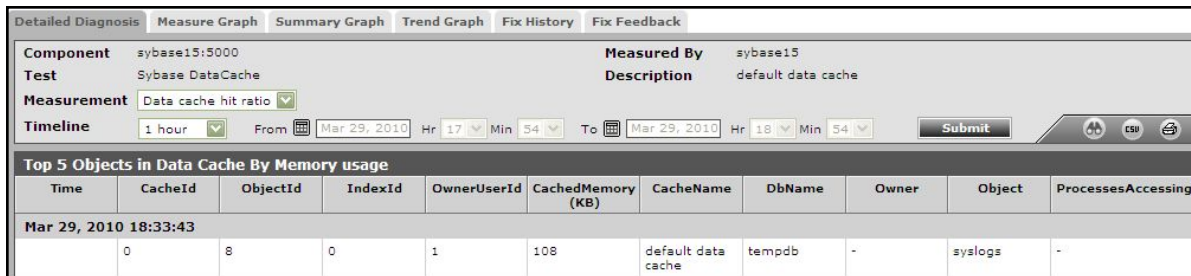 Detailed Diagnosis Measure Graph Summary Graph Trend Graph Fix History Fix Feedback
Component sybase15:5000 Measured By sybase15
Test Sybase DataCache Description default data cache
Measurement Data cache hit ratio
Timeline 1 hour From Mar 29, 2010 Hr 17 Min 54 To Mar 29, 2010 Hr 18 Min 54 Submit CSV
Top 5 Objects in Data Cache By Memory usage
Time CacheId ObjectId IndexId OwnerUserId CachedMemory (KB) CacheName DbName Owner Object ProcessesAccessing
Mar 29, 2010 18:33:43
0 8 0 1 108 default data cache tempdb - syslogs -